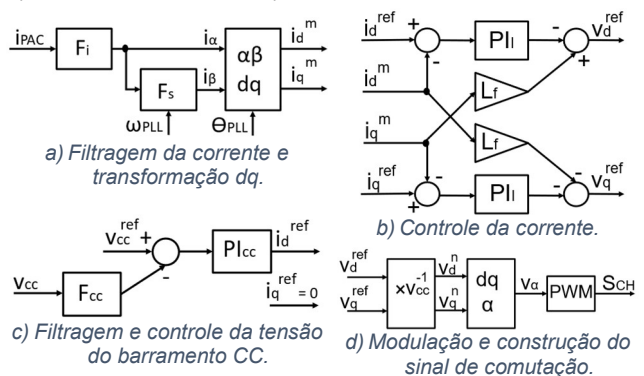 iPAC
Fi
iα
αβ
dq
id^m
iq^m
Fs
iβ
ωPLL
ϴPLL
a) Filtragem da corrente e
transformação dq.
id^ref
+
-
PII
-
+
vd^ref
id^m
Lf
iq^m
Lf
iq^ref
-
+
PII
-
-
vq^ref
b) Controle da corrente.
vcc^ref
+
-
PIcc
id^ref
vcc
Fcc
iq^ref = 0
c) Filtragem e controle da tensão
do barramento CC.
vd^ref
vq^ref
×vcc^-1
vd^n
vq^n
dq
α
vα
PWM
SCH
d) Modulação e construção do
sinal de comutação.